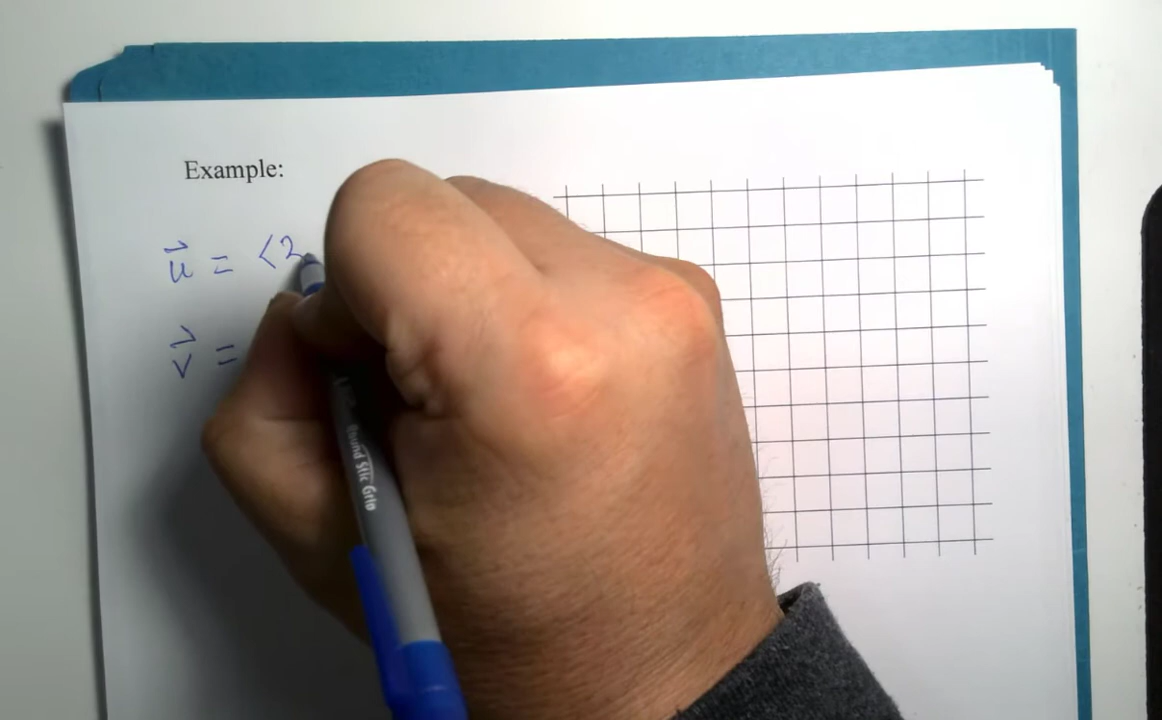 Example:
u⃗ = <2
v⃗ =
Round Stic Grip